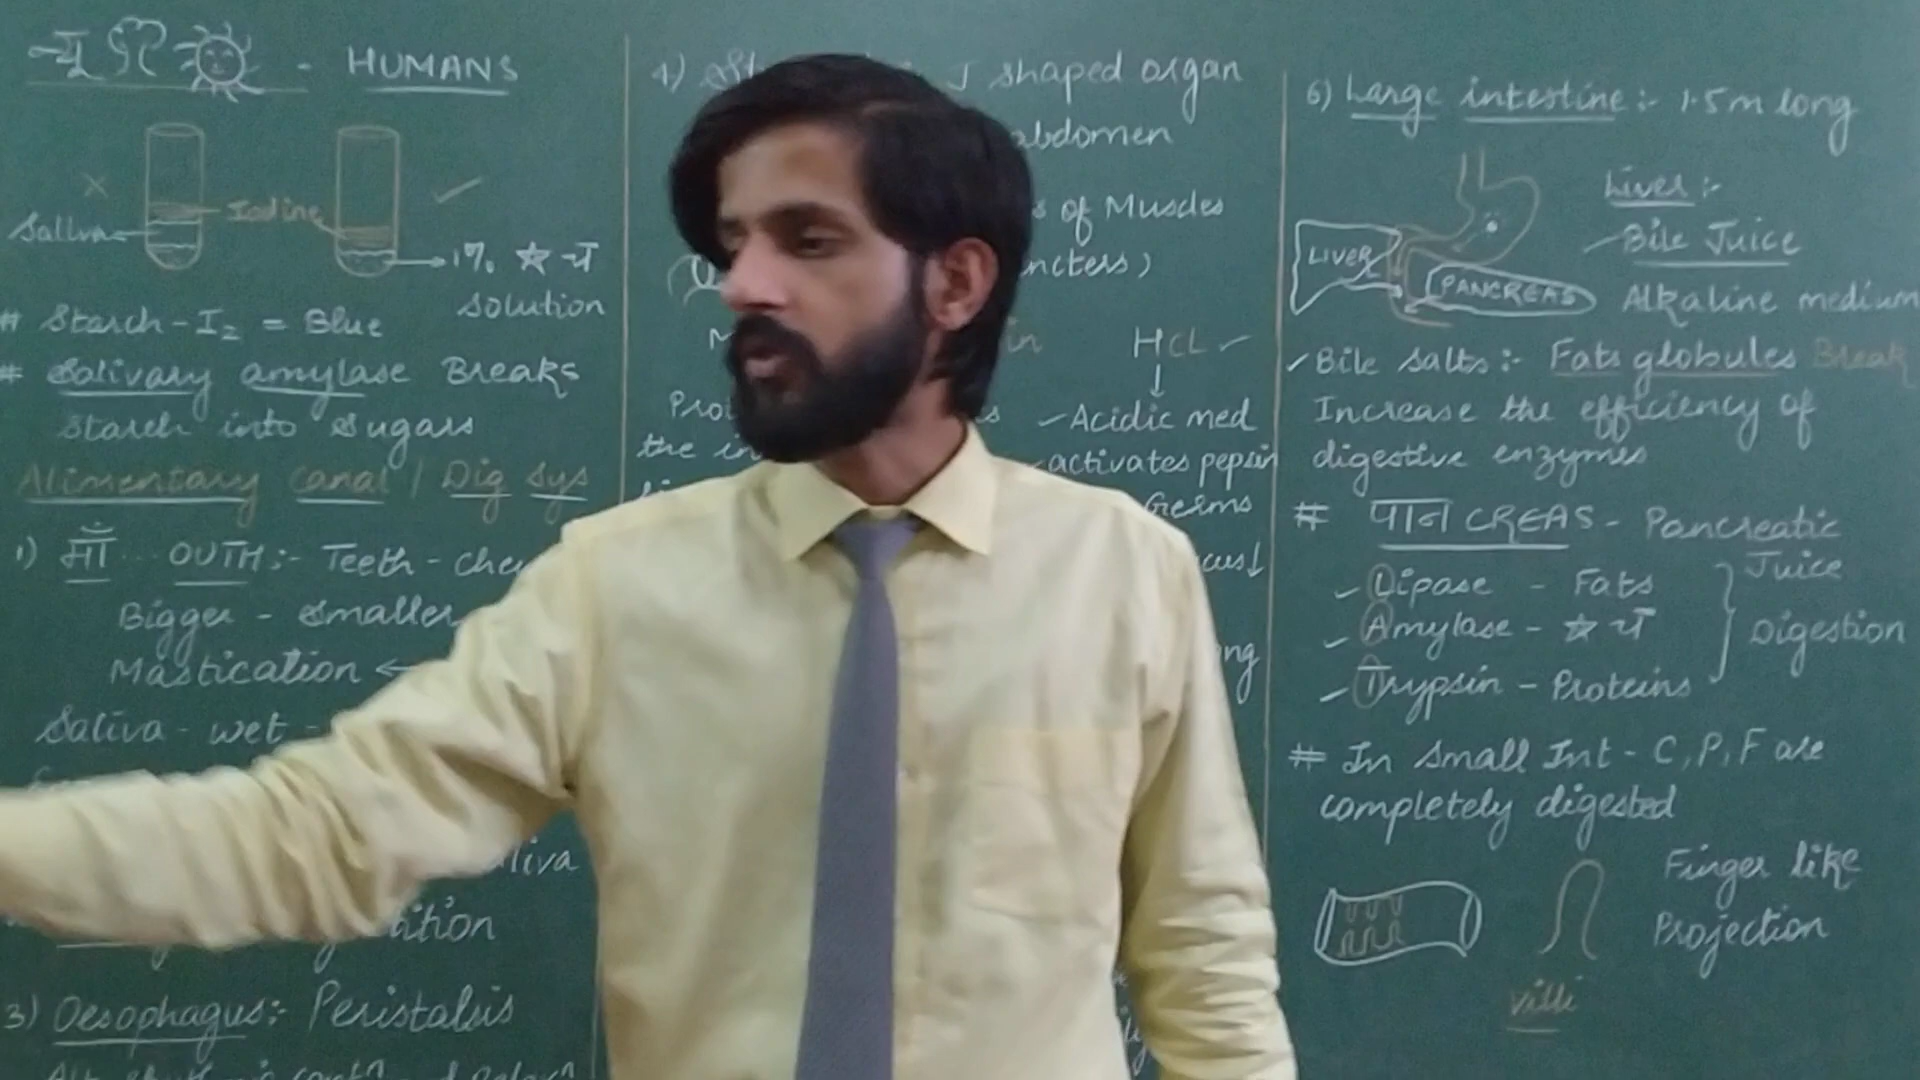 न्यू - HUMANS
Saliva Iodine
1% ☆र्च
solution
# Starch - I₂ = Blue
# Salivary amylase Breaks
Starch into sugars
Alimentary canal / Dig sys
1) माँ ... OUTH :- Teeth - chew
Bigger - smaller
Mastication ←
Saliva - wet -
3) Oesophagus :- Peristalsis
4) J shaped organ
abdomen
of Muscles
HCL ✓
↓
✓ Acidic med
activates pepsin
Germs
6) Large intestine :- 1.5m long
Liver :-
LIVER
Bile Juice
PANCREAS
Alkaline medium
✓ Bile salts :- Fats globules Break
Increase the efficiency of
digestive enzymes
# पान CREAS - Pancreatic
Juice
✓ Lipase - Fats
✓ Amylase - ☆र्च
Digestion
✓ Trypsin - Proteins
# In small Int - C, P, F are
completely digested
Finger like
Projection
villi